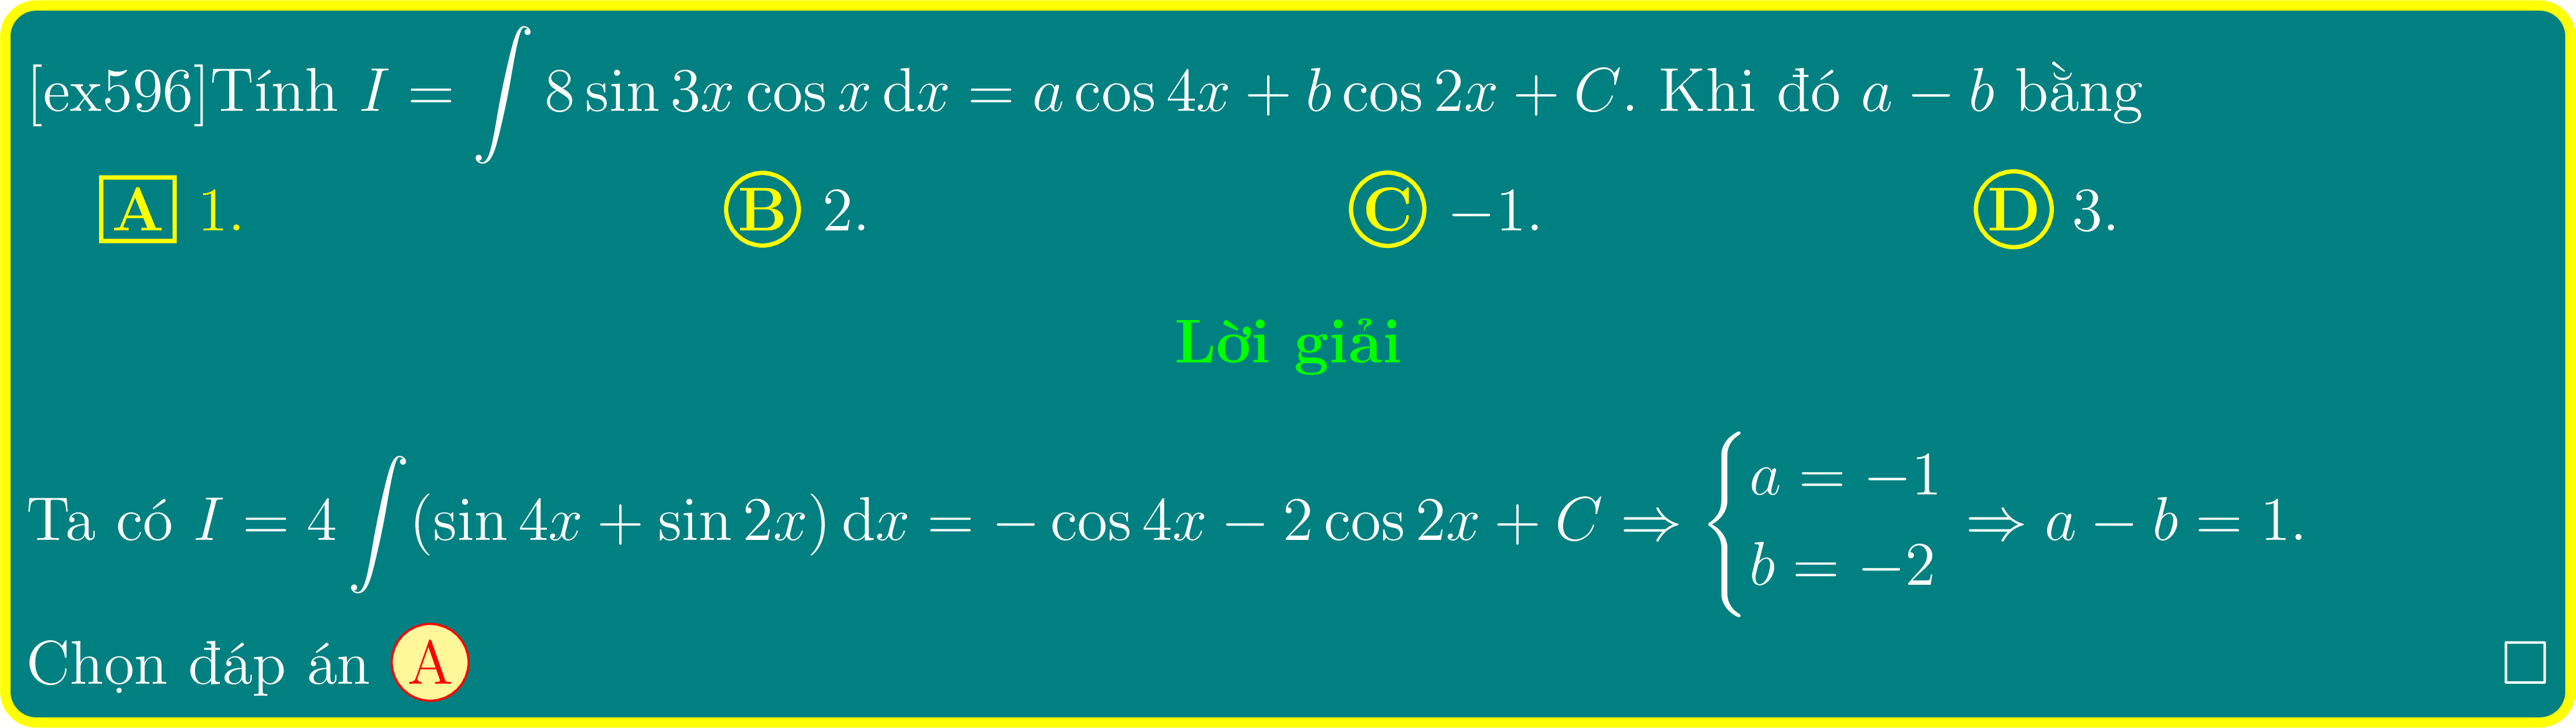 [ex596]Tính $I = \int 8 \sin 3x \cos x \, \mathrm{d}x = a \cos 4x + b \cos 2x + C$. Khi đó $a - b$ bằng
A 1. B 2. C −1. D 3.
Lời giải
Ta có $I = 4 \int (\sin 4x + \sin 2x) \, \mathrm{d}x = -\cos 4x - 2 \cos 2x + C \Rightarrow \begin{cases} a = -1 \\ b = -2 \end{cases} \Rightarrow a - b = 1.$
Chọn đáp án A □